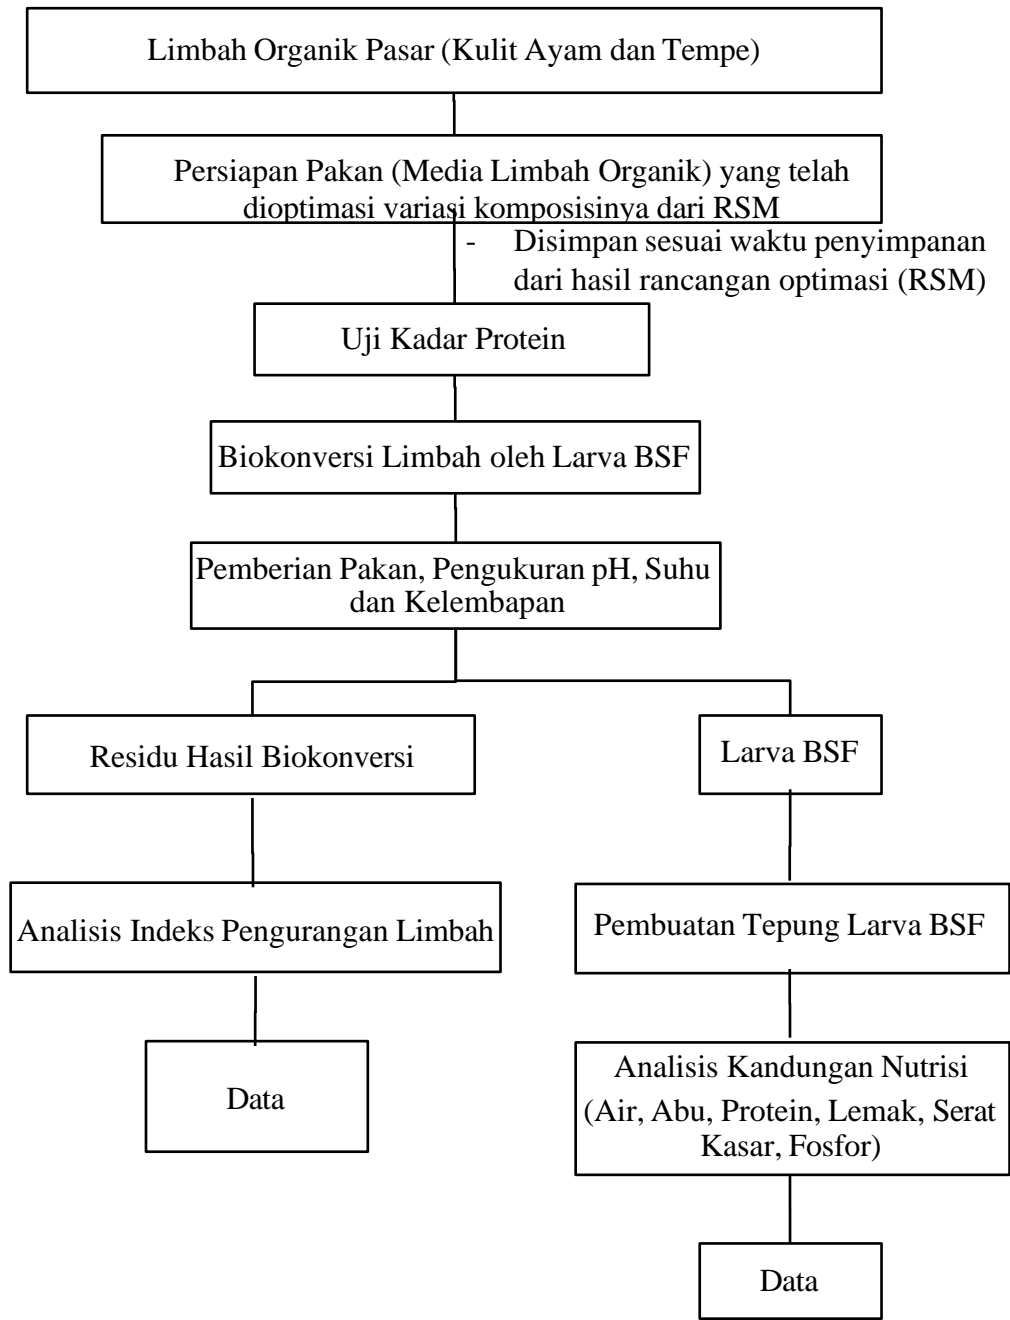 Limbah Organik Pasar (Kulit Ayam dan Tempe)
Persiapan Pakan (Media Limbah Organik) yang telah
dioptimasi variasi komposisinya dari RSM
- Disimpan sesuai waktu penyimpanan
dari hasil rancangan optimasi (RSM)
Uji Kadar Protein
Biokonversi Limbah oleh Larva BSF
Pemberian Pakan, Pengukuran pH, Suhu
dan Kelembapan
Residu Hasil Biokonversi
Larva BSF
Analisis Indeks Pengurangan Limbah
Pembuatan Tepung Larva BSF
Data
Analisis Kandungan Nutrisi
(Air, Abu, Protein, Lemak, Serat
Kasar, Fosfor)
Data